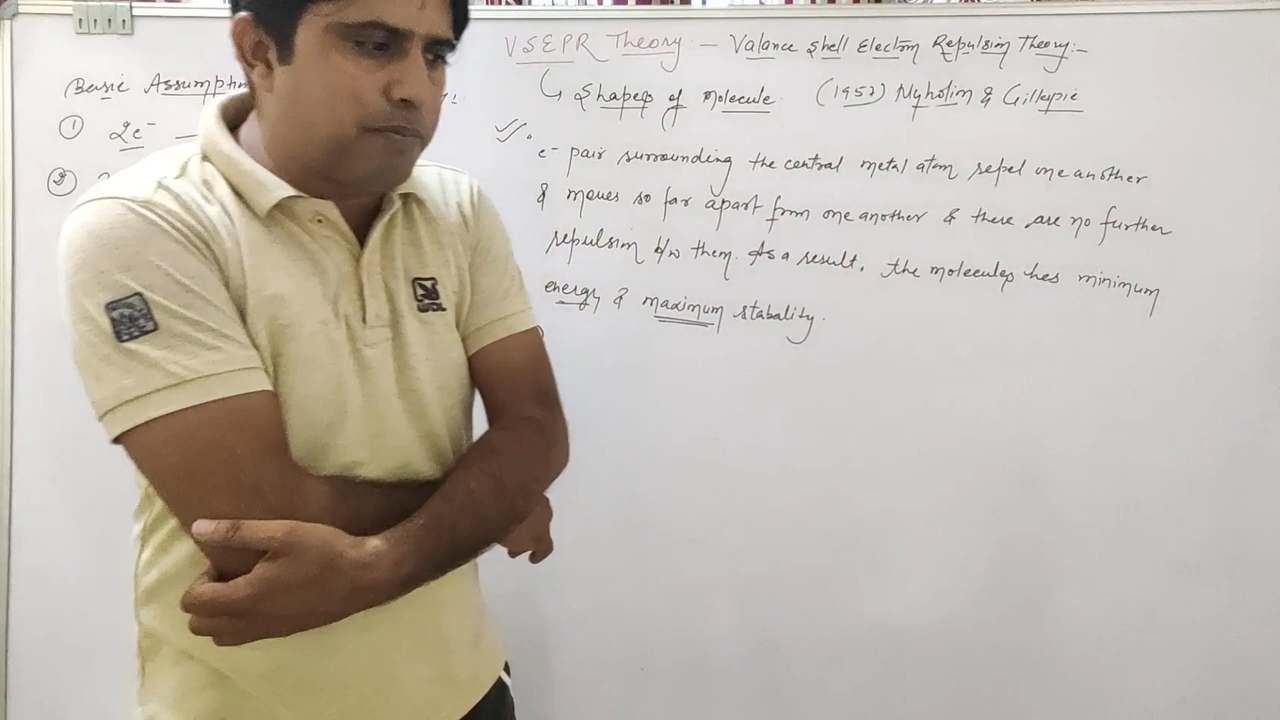 VSEPR Theory :- Valance Shell Electron Repulsion Theory:-
↳ Shapes of Molecule (1957) Nyholm & Gillepie
Basic Assumption
① 2e⁻ —
②
e⁻ pair surrounding the central metal atom repel one another
& moves so far apart from one another & there are no further
repulsion b/w them. As a result, the molecules has minimum
energy & maximum stabality.